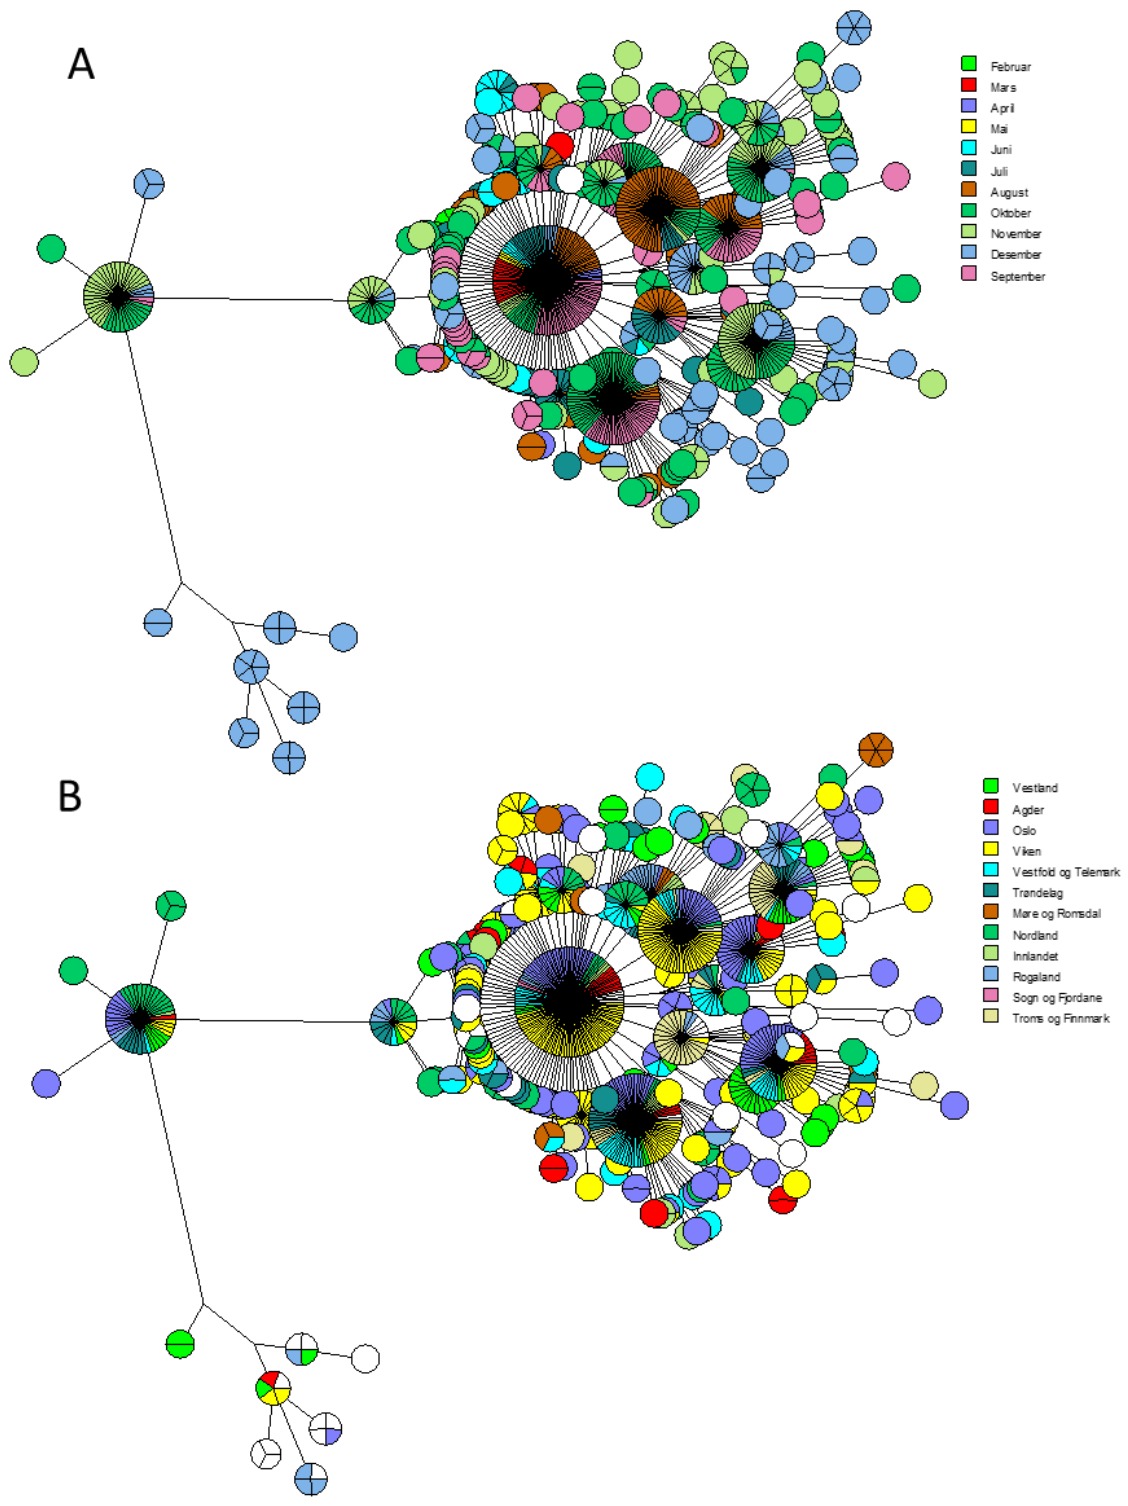 A
Februar
Mars
April
Mai
Juni
Juli
August
Oktober
November
Desember
September
B
Vestland
Agder
Oslo
Viken
Vestfold og Telemark
Trøndelag
Møre og Romsdal
Nordland
Innlandet
Rogaland
Sogn og Fjordane
Troms og Finnmark